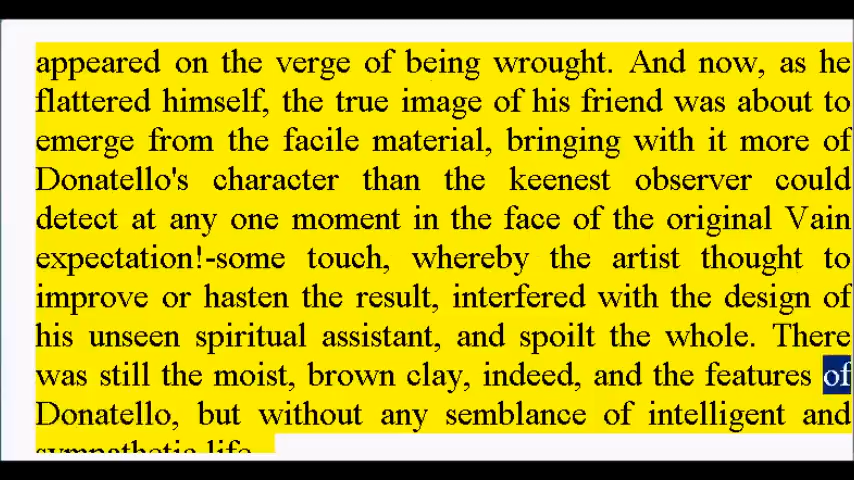 appeared on the verge of being wrought. And now, as he
flattered himself, the true image of his friend was about to
emerge from the facile material, bringing with it more of
Donatello's character than the keenest observer could
detect at any one moment in the face of the original Vain
expectation!-some touch, whereby the artist thought to
improve or hasten the result, interfered with the design of
his unseen spiritual assistant, and spoilt the whole. There
was still the moist, brown clay, indeed, and the features of
Donatello, but without any semblance of intelligent and
sympathetic life.